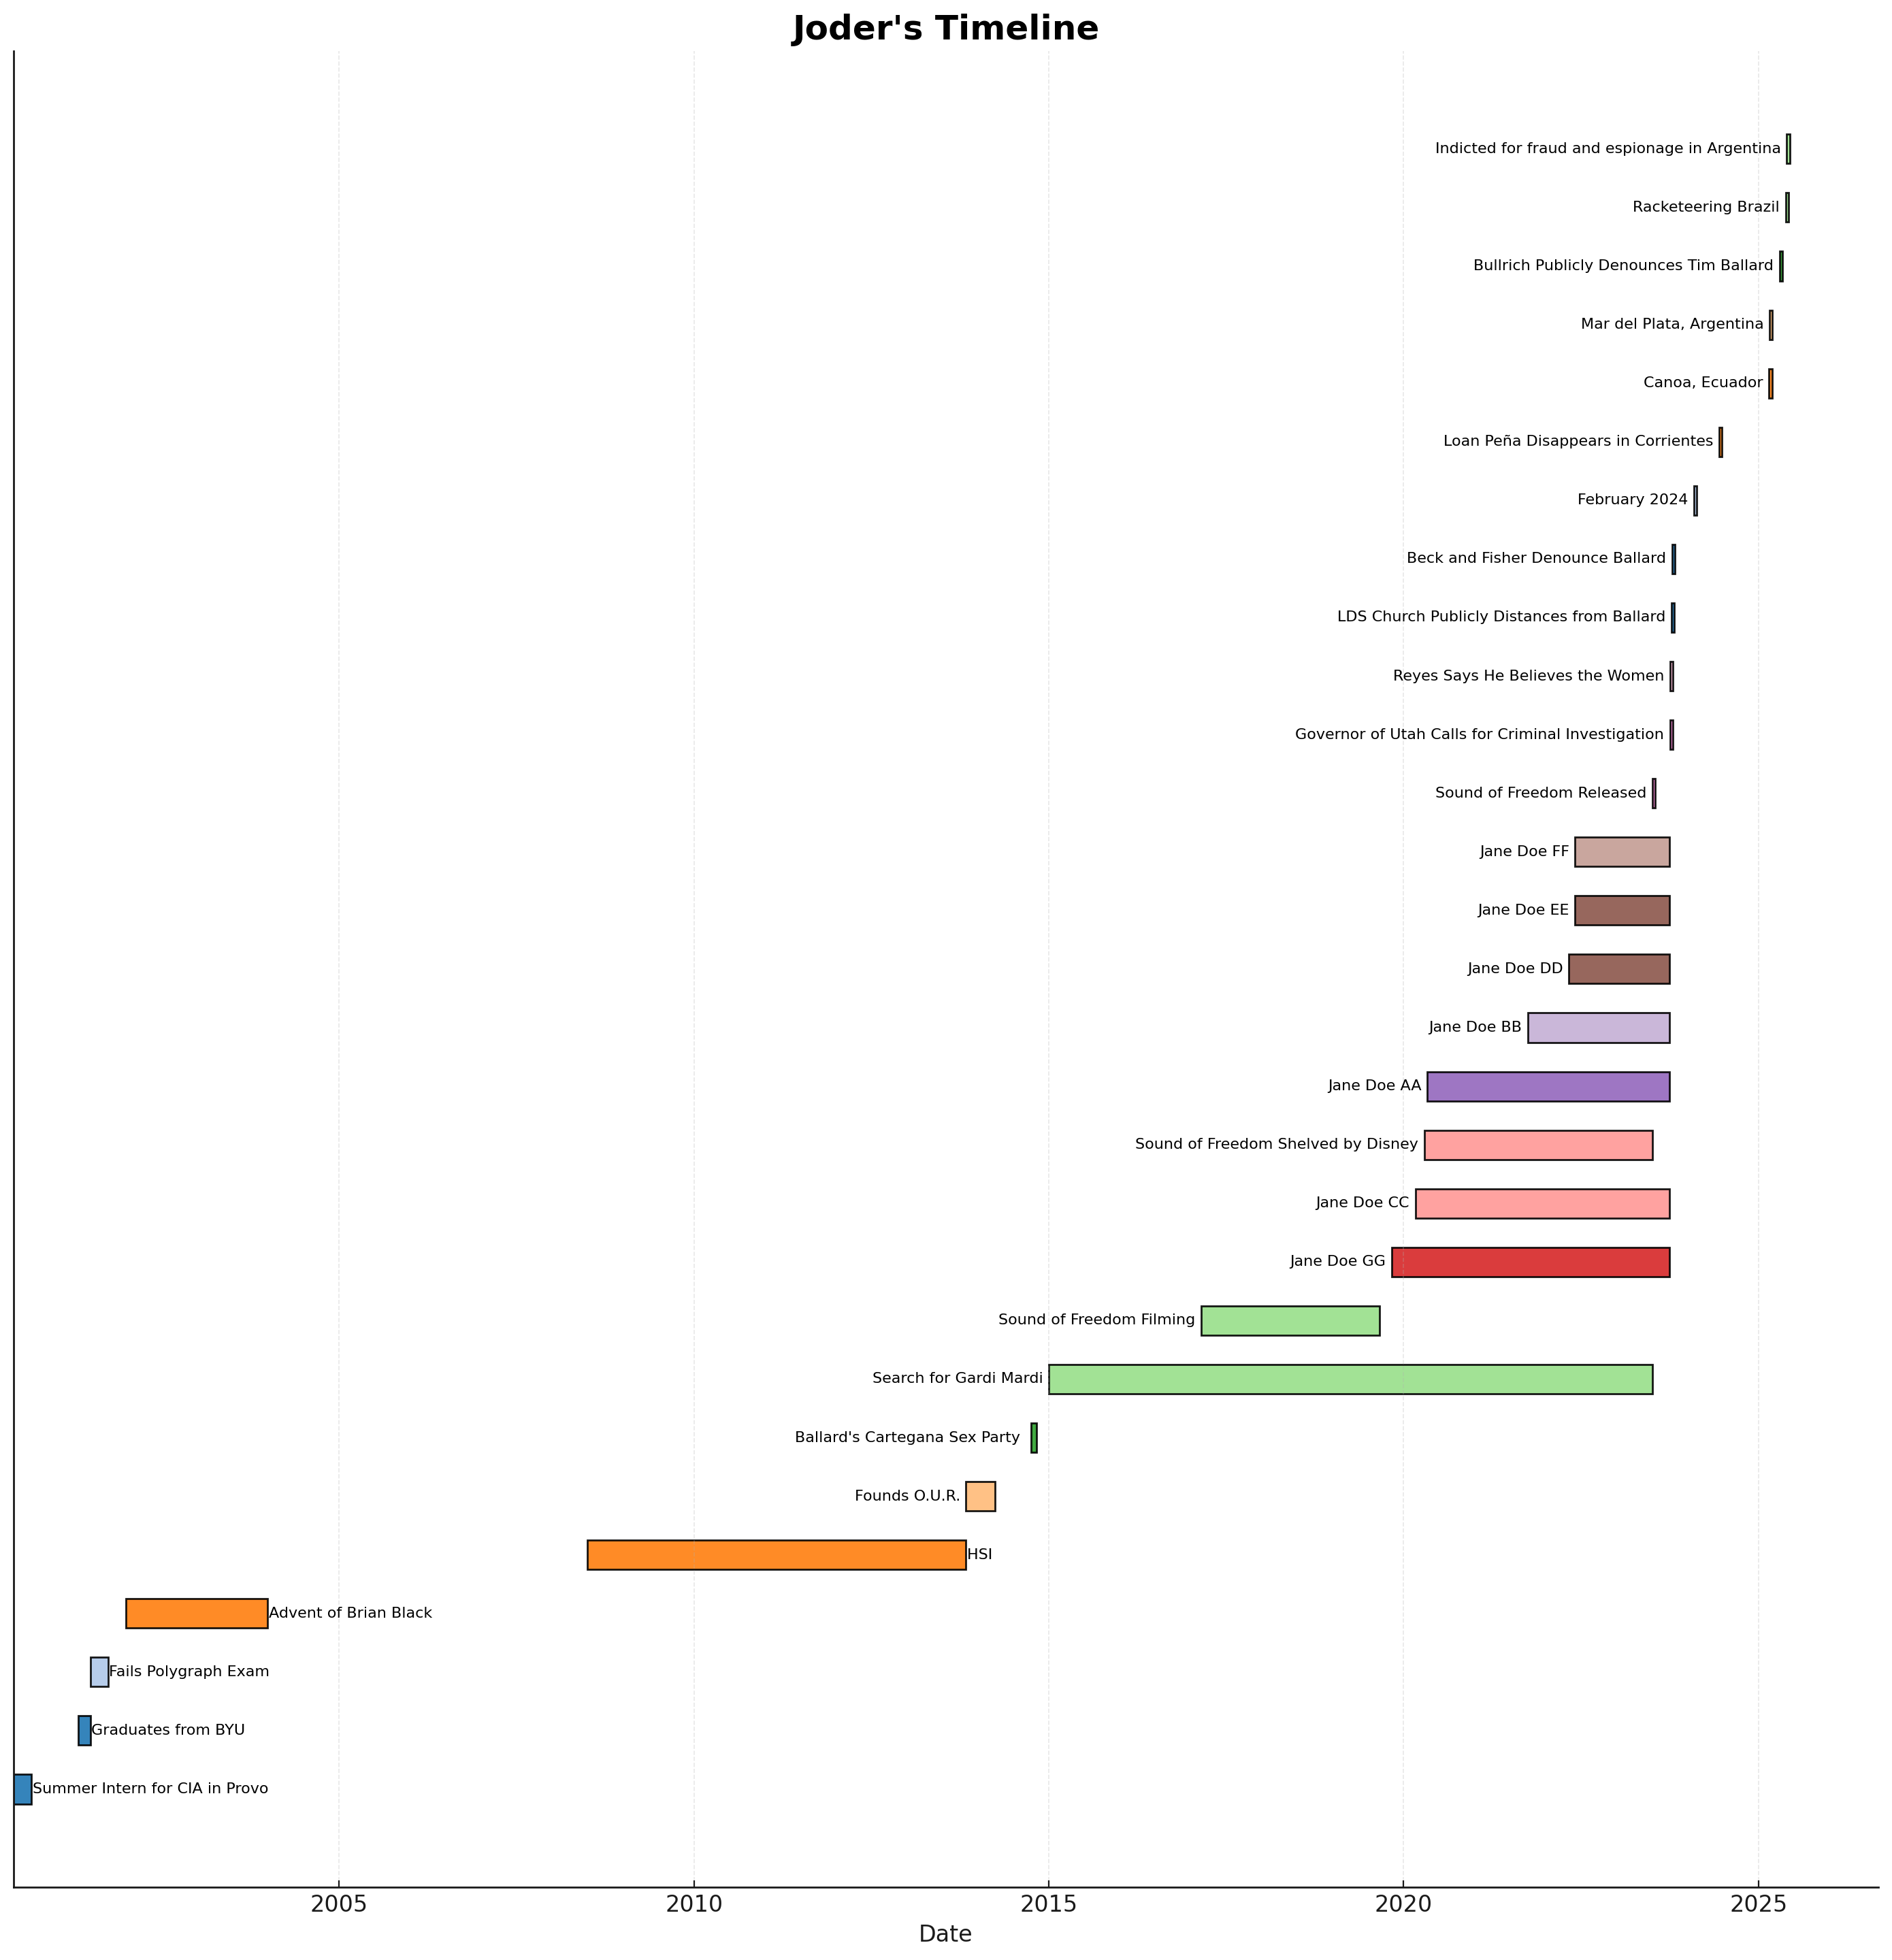 Joder's Timeline
Indicted for fraud and espionage in Argentina
Racketeering Brazil
Bullrich Publicly Denounces Tim Ballard
Mar del Plata, Argentina
Canoa, Ecuador
Loan Peña Disappears in Corrientes
February 2024
Beck and Fisher Denounce Ballard
LDS Church Publicly Distances from Ballard
Reyes Says He Believes the Women
Governor of Utah Calls for Criminal Investigation
Sound of Freedom Released
Jane Doe FF
Jane Doe EE
Jane Doe DD
Jane Doe BB
Jane Doe AA
Sound of Freedom Shelved by Disney
Jane Doe CC
Jane Doe GG
Sound of Freedom Filming
Search for Gardi Mardi
Ballard's Cartegana Sex Party
Founds O.U.R.
HSI
Advent of Brian Black
Fails Polygraph Exam
Graduates from BYU
Summer Intern for CIA in Provo
2005 2010 2015 2020 2025
Date